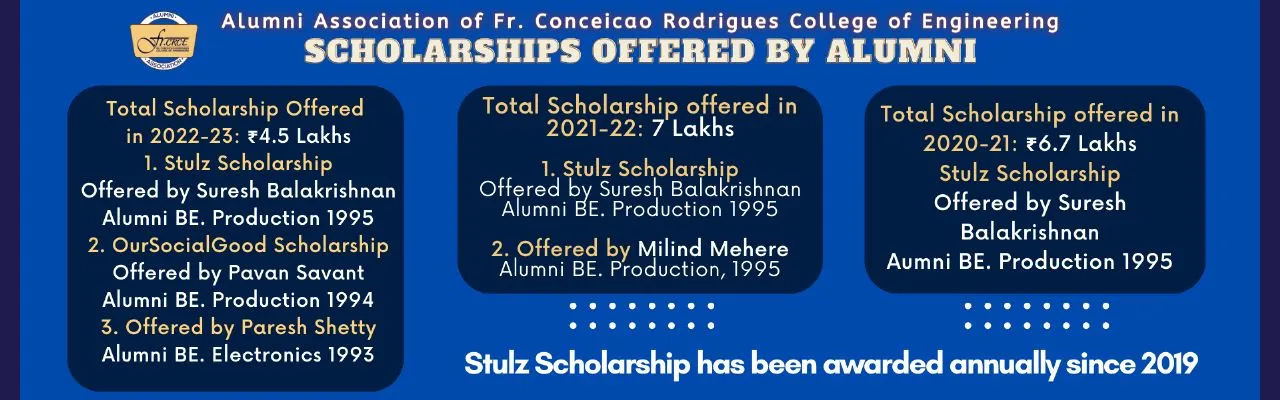 Alumni Association of Fr. Conceicao Rodrigues College of Engineering
SCHOLARSHIPS OFFERED BY ALUMNI
ALUMNI
Fr.CRCE
ASSOCIATION
Total Scholarship Offered
in 2022-23: ₹4.5 Lakhs
1. Stulz Scholarship
Offered by Suresh Balakrishnan
Alumni BE. Production 1995
2. OurSocialGood Scholarship
Offered by Pavan Savant
Alumni BE. Production 1994
3. Offered by Paresh Shetty
Alumni BE. Electronics 1993
Total Scholarship offered in
2021-22: 7 Lakhs
1. Stulz Scholarship
Offered by Suresh Balakrishnan
Alumni BE. Production 1995
2. Offered by Milind Mehere
Alumni BE. Production, 1995
Total Scholarship offered in
2020-21: ₹6.7 Lakhs
Stulz Scholarship
Offered by Suresh
Balakrishnan
Aumni BE. Production 1995
Stulz Scholarship has been awarded annually since 2019